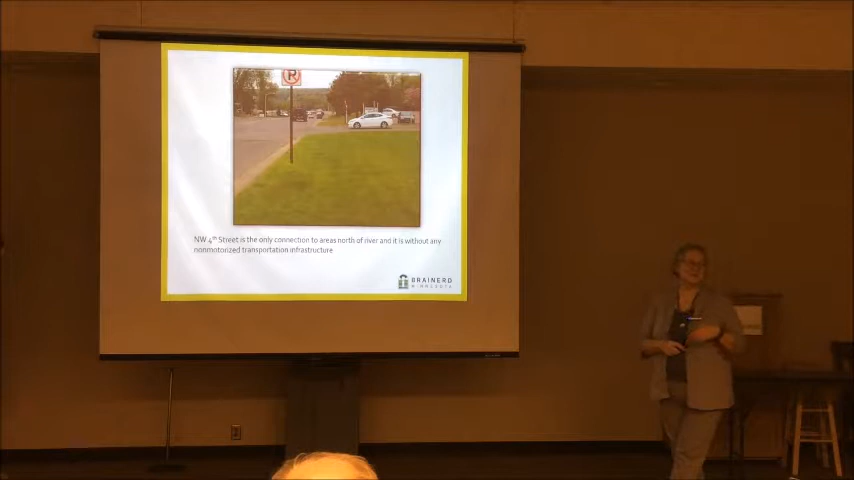 R
NW 4th Street is the only connection to areas north of river and it is without any
nonmotorized transportation infrastructure
BRAINERD
MINNESOTA